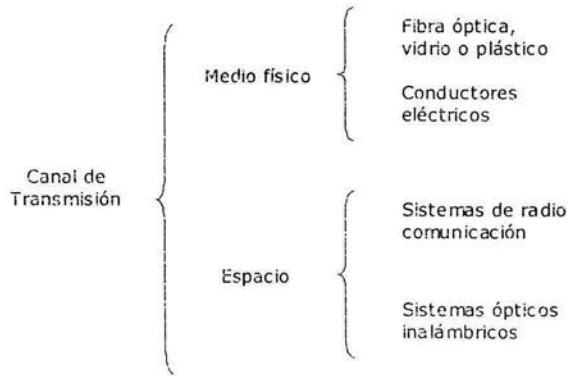 Canal de
Transmisión
Medio físico
Fibra óptica,
vidrio o plástico
Conductores
eléctricos
Espacio
Sistemas de radio
comunicación
Sistemas ópticos
inalámbricos